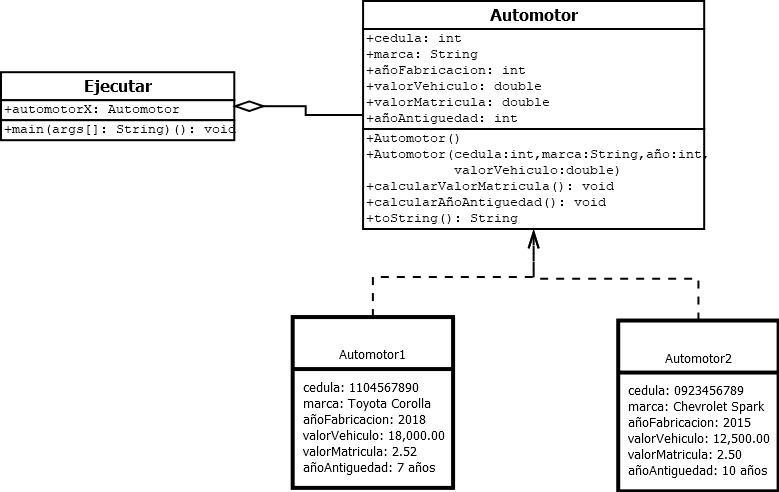 Automotor
+cedula: int
+marca: String
+añoFabricacion: int
+valorVehiculo: double
+valorMatricula: double
+añoAntiguedad: int
+Automotor()
+Automotor(cedula:int,marca:String,año:int,
valorVehiculo:double)
+calcularValorMatricula(): void
+calcularAñoAntiguedad(): void
+toString(): String
Ejecutar
+automotorX: Automotor
+main(args[]: String)(): void
Automotor1
cedula: 1104567890
marca: Toyota Corolla
añoFabricacion: 2018
valorVehiculo: 18,000.00
valorMatricula: 2.52
añoAntiguedad: 7 años
Automotor2
cedula: 0923456789
marca: Chevrolet Spark
añoFabricacion: 2015
valorVehiculo: 12,500.00
valorMatricula: 2.50
añoAntiguedad: 10 años